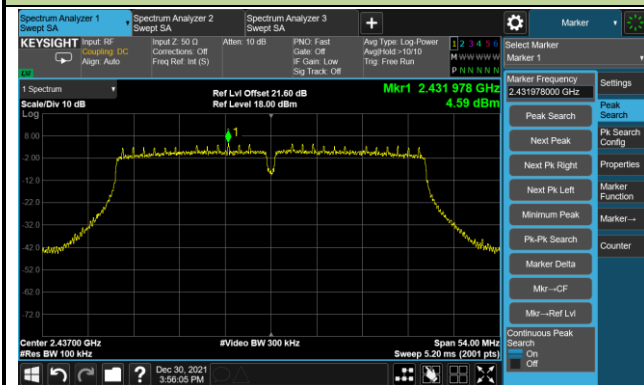 Spectrum Analyzer 1
Swept SA
Spectrum Analyzer 2
Swept SA
Spectrum Analyzer 3
Swept SA
+
Marker
KEYSIGHT
Input: RF
Coupling: DC
Align: Auto
Input Z: 50 Ω
Corrections: Off
Freq Ref: Int (S)
Atten: 10 dB
PNO: Fast
Gate: Off
IF Gain: Low
Sig Track: Off
Avg Type: Log-Power
Avg|Hold:>10/10
Trig: Free Run
1 2 3 4 5 6
M W W W W W
P N N N N N
LXI
Select Marker
Marker 1
1 Spectrum
Scale/Div 10 dB
Log
Ref Lvl Offset 21.60 dB
Ref Level 18.00 dBm
Mkr1 2.431 978 GHz
4.59 dBm
8.00
-2.00
-12.0
-22.0
-32.0
-42.0
-52.0
-62.0
-72.0
1
Center 2.43700 GHz
#Res BW 100 kHz
#Video BW 300 kHz
Span 54.00 MHz
Sweep 5.20 ms (2001 pts)
Marker Frequency
2.431978000 GHz
Peak Search
Next Peak
Next Pk Right
Next Pk Left
Minimum Peak
Pk-Pk Search
Marker Delta
Mkr→CF
Mkr→Ref Lvl
Continuous Peak
Search
On
Off
Settings
Peak
Search
Pk Search
Config
Properties
Marker
Function
Marker→
Counter
?
Dec 30, 2021
3:56:05 PM